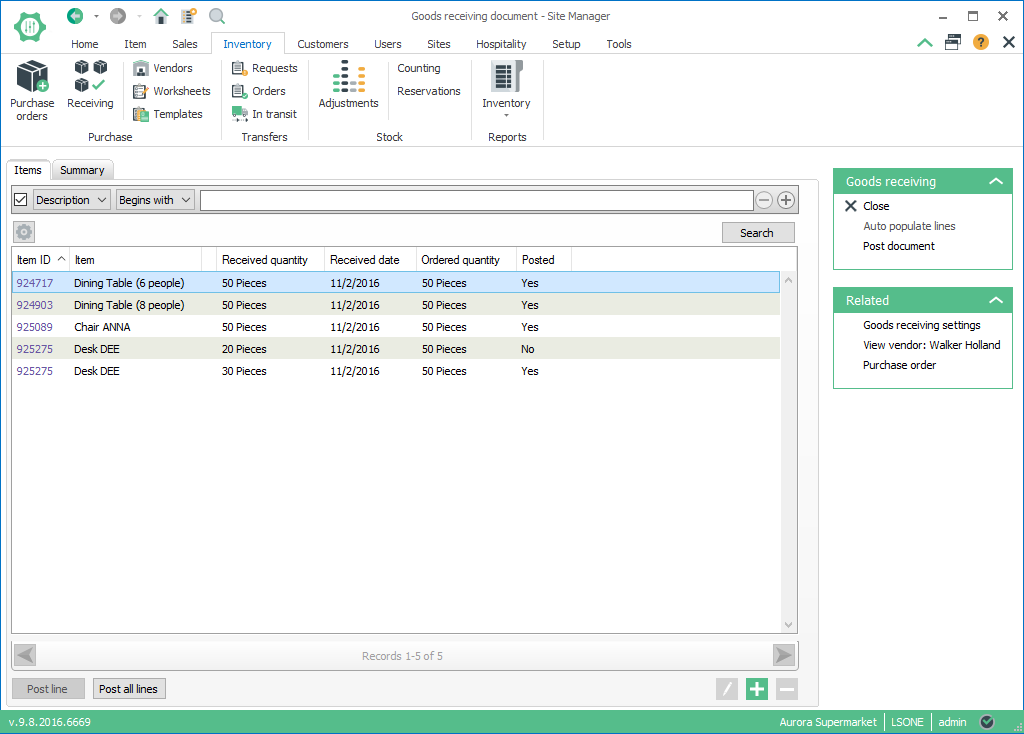 Goods receiving document - Site Manager
Home Item Sales Inventory Customers Users Sites Hospitality Setup Tools
Purchase orders
Receiving
Vendors
Worksheets
Templates
Purchase
Requests
Orders
In transit
Transfers
Adjustments
Counting
Reservations
Stock
Inventory
Reports
Items Summary
Description Begins with
Search
Item ID Item Received quantity Received date Ordered quantity Posted
924717 Dining Table (6 people) 50 Pieces 11/2/2016 50 Pieces Yes
924903 Dining Table (8 people) 50 Pieces 11/2/2016 50 Pieces Yes
925089 Chair ANNA 50 Pieces 11/2/2016 50 Pieces Yes
925275 Desk DEE 20 Pieces 11/2/2016 50 Pieces No
925275 Desk DEE 30 Pieces 11/2/2016 50 Pieces Yes
Records 1-5 of 5
Post line Post all lines
Goods receiving
Close
Auto populate lines
Post document
Related
Goods receiving settings
View vendor: Walker Holland
Purchase order
v.9.8.2016.6669 Aurora Supermarket LSONE admin